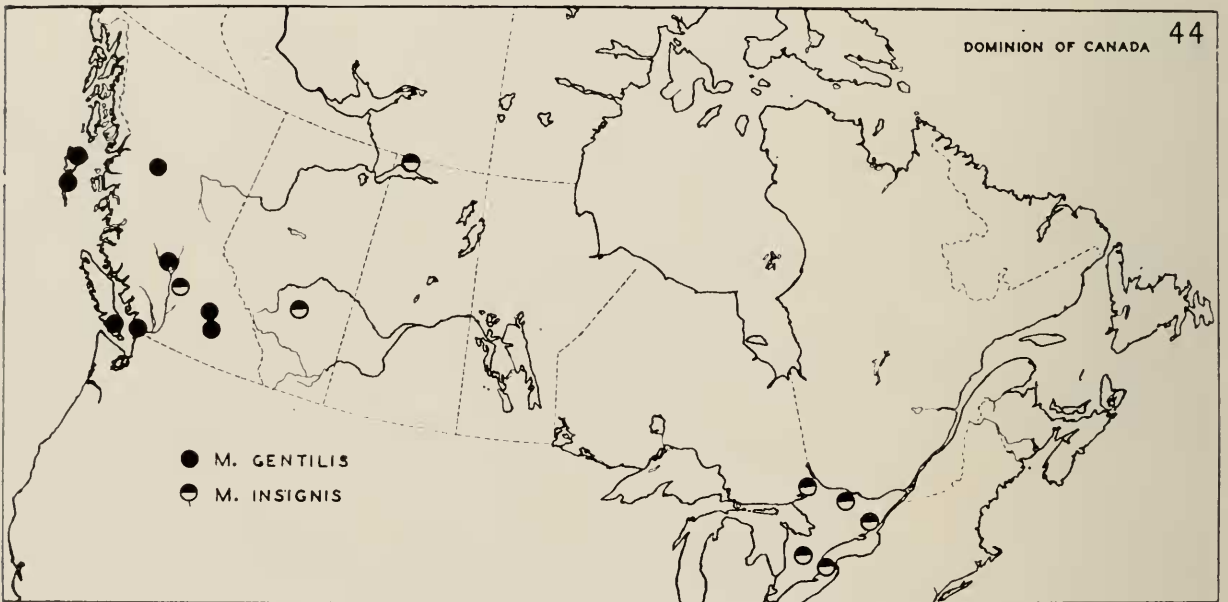 44
DOMINION OF CANADA
M. GENTILIS
M. INSIGNIS